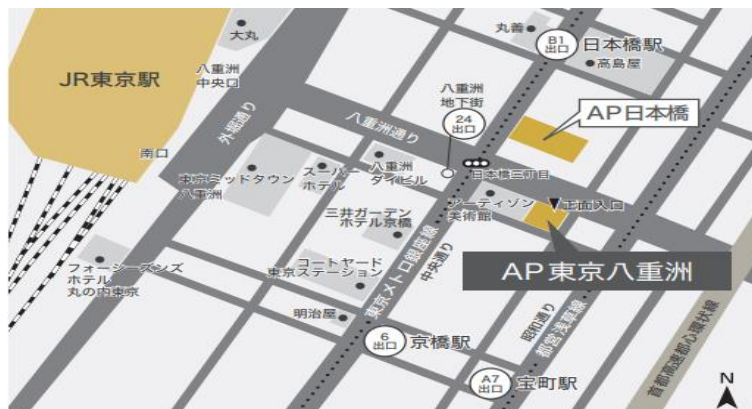 丸善
大丸
B1
出口
日本橋駅
高島屋
JR東京駅
八重洲
中央口
八重洲
地下街
24
出口
外堀通り
八重洲通り
AP日本橋
南口
東京ミッドタウン
八重洲
スーパー
ホテル
八重洲
ダイビル
日本橋三丁目
アーティゾン
美術館
正面入口
三井ガーデン
ホテル京橋
AP東京八重洲
フォーシーズンズ
ホテル
丸の内東京
コートヤード
東京ステーション
東京メトロ銀座線
中央通り
明治屋
6
出口
京橋駅
昭和通り
都営浅草線
A7
出口
宝町駅
首都高速都心環状線
N